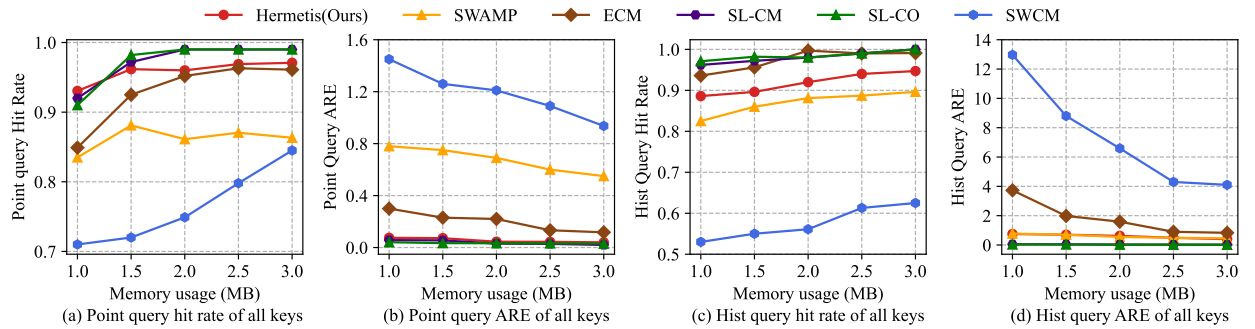 Hermetis(Ours) SWAMP ECM SL-CM SL-CO SWCM
Point query Hit Rate
1.0
0.9
0.8
0.7
1.0 1.5 2.0 2.5 3.0
Memory usage (MB)
(a) Point query hit rate of all keys
Point Query ARE
1.6
1.2
0.8
0.4
0.0
1.0 1.5 2.0 2.5 3.0
Memory usage (MB)
(b) Point query ARE of all keys
Hist Query Hit Rate
1.0
0.9
0.8
0.7
0.6
0.5
1.0 1.5 2.0 2.5 3.0
Memory usage (MB)
(c) Hist query hit rate of all keys
Hist Query ARE
14
12
10
8
6
4
2
0
1.0 1.5 2.0 2.5 3.0
Memory usage (MB)
(d) Hist query ARE of all keys